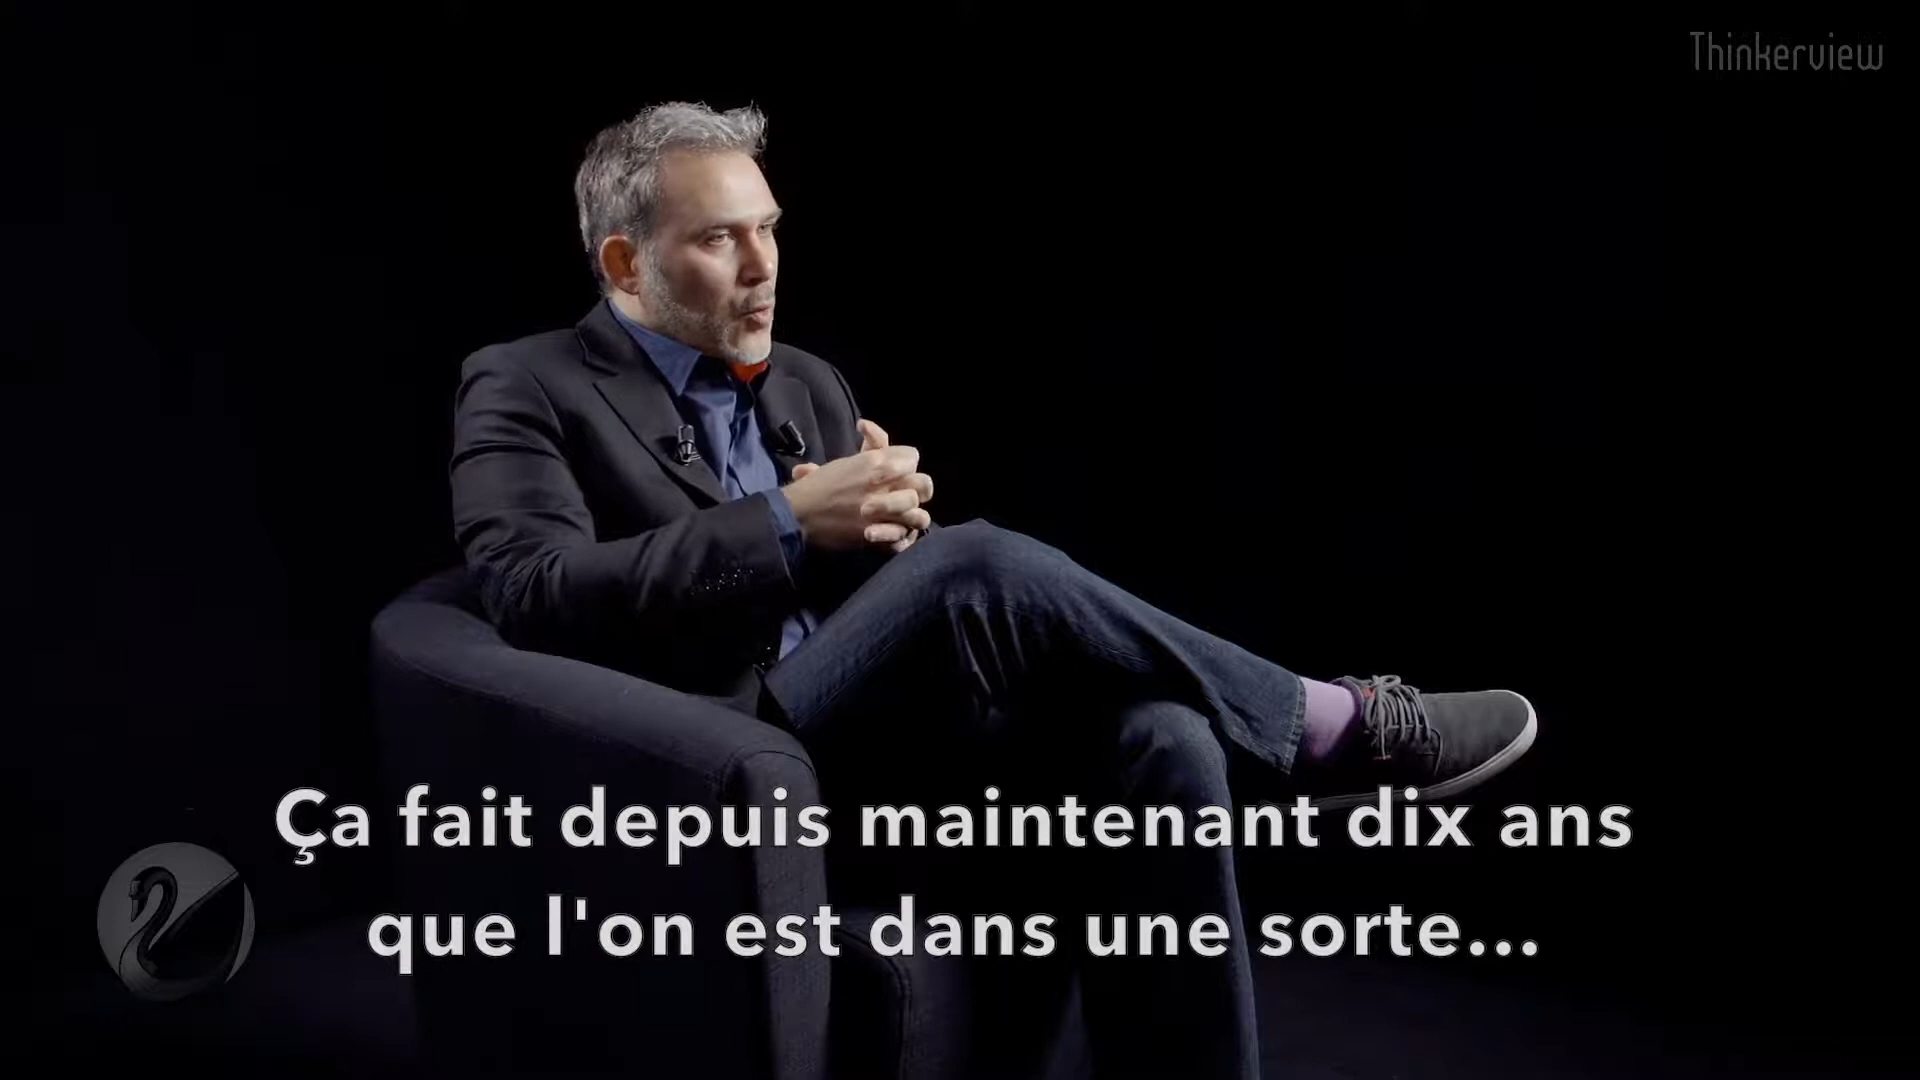 Thinkerview
Ça fait depuis maintenant dix ans
que l'on est dans une sorte...